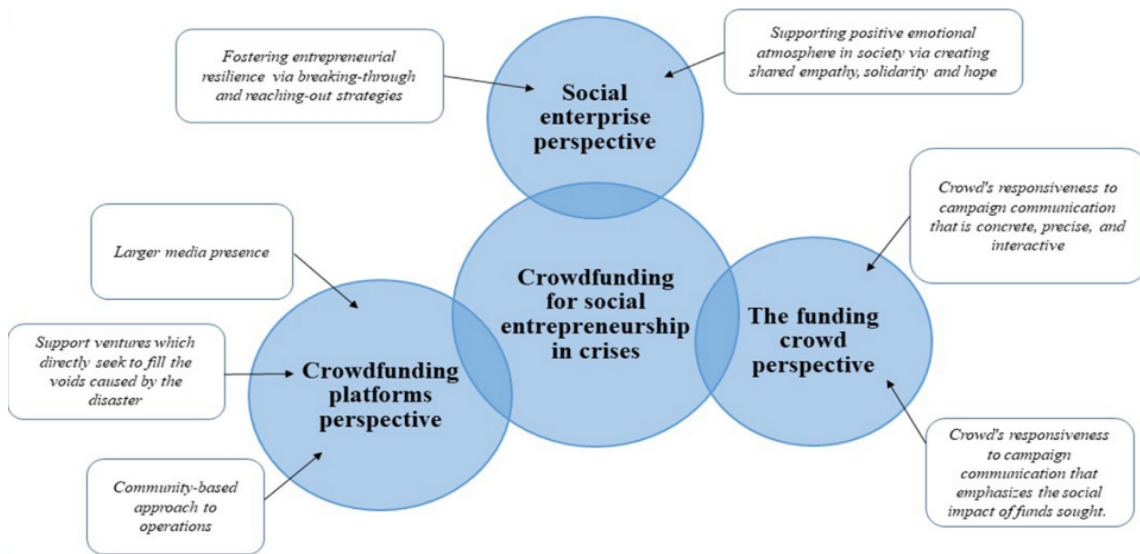 Fostering entrepreneurial
resilience via breaking-through
and reaching-out strategies
Supporting positive emotional
atmosphere in society via creating
shared empathy, solidarity and hope
Social
enterprise
perspective
Crowd's responsiveness to
campaign communication
that is concrete, precise, and
interactive
Larger media presence
Crowdfunding
for social
entrepreneurship
in crises
The funding
crowd
perspective
Support ventures which
directly seek to fill the
voids caused by the
disaster
Crowdfunding
platforms
perspective
Community-based
approach to
operations
Crowd's responsiveness
to campaign
communication that
emphasizes the social
impact of funds sought.